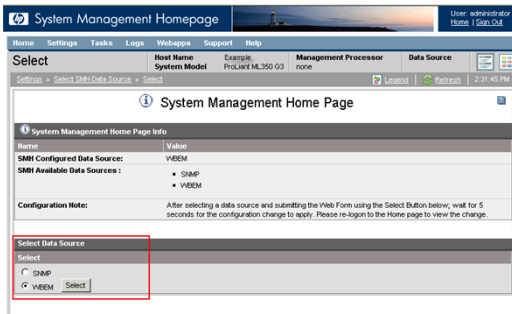 hp System Management Homepage
User: administrator
Home | Sign Out
Home Settings Tasks Logs Webapps Support Help
Select
Host Name Example
System Model ProLiant ML350 G3
Management Processor
none
Data Source
Settings » Select SMH Data Source » Select
Legend | Refresh | 2:31:45 PM
System Management Home Page
System Management Home Page Info
Name Value
SMH Configured Data Source: WBEM
SMH Available Data Sources :
SNMP
WBEM
Configuration Note: After selecting a data source and submitting the Web Form using the Select Button below; wait for 5
seconds for the configuration change to apply. Please re-logon to the Home page to view the change.
Select Data Source
Select
SNMP
WBEM Select